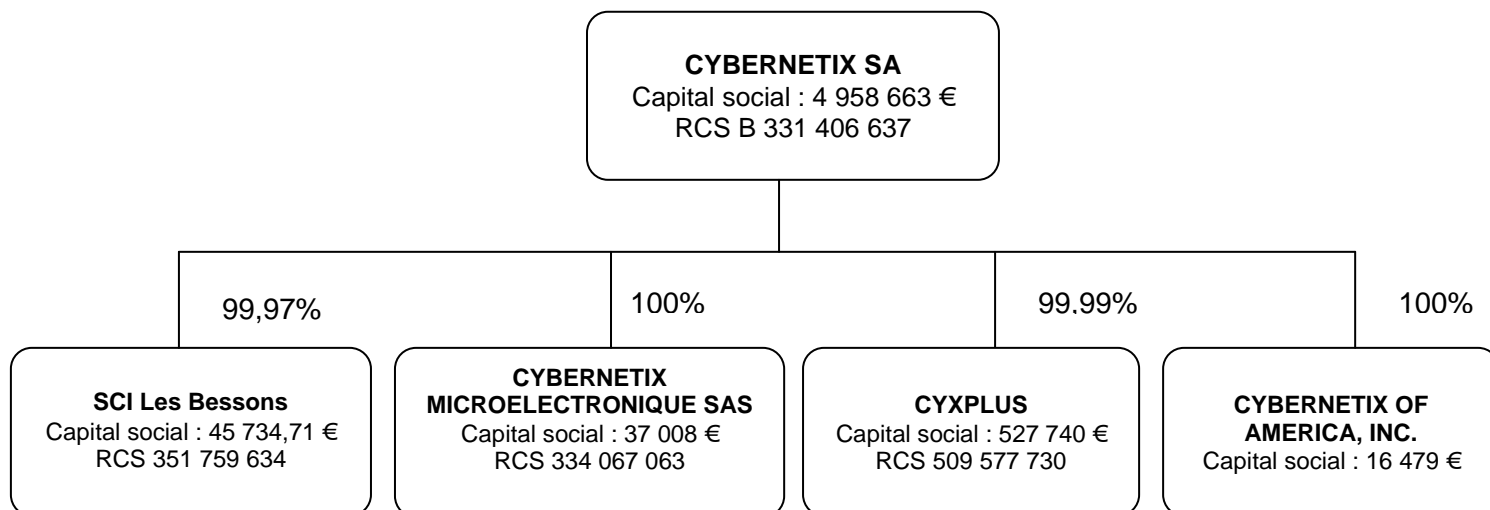 CYBERNETIX SA
Capital social : 4 958 663 €
RCS B 331 406 637
99,97%
100%
99,99%
100%
SCI Les Bessons
Capital social : 45 734,71 €
RCS 351 759 634
CYBERNETIX
MICROELECTRONIQUE SAS
Capital social : 37 008 €
RCS 334 067 063
CYXPLUS
Capital social : 527 740 €
RCS 509 577 730
CYBERNETIX OF
AMERICA, INC.
Capital social : 16 479 €